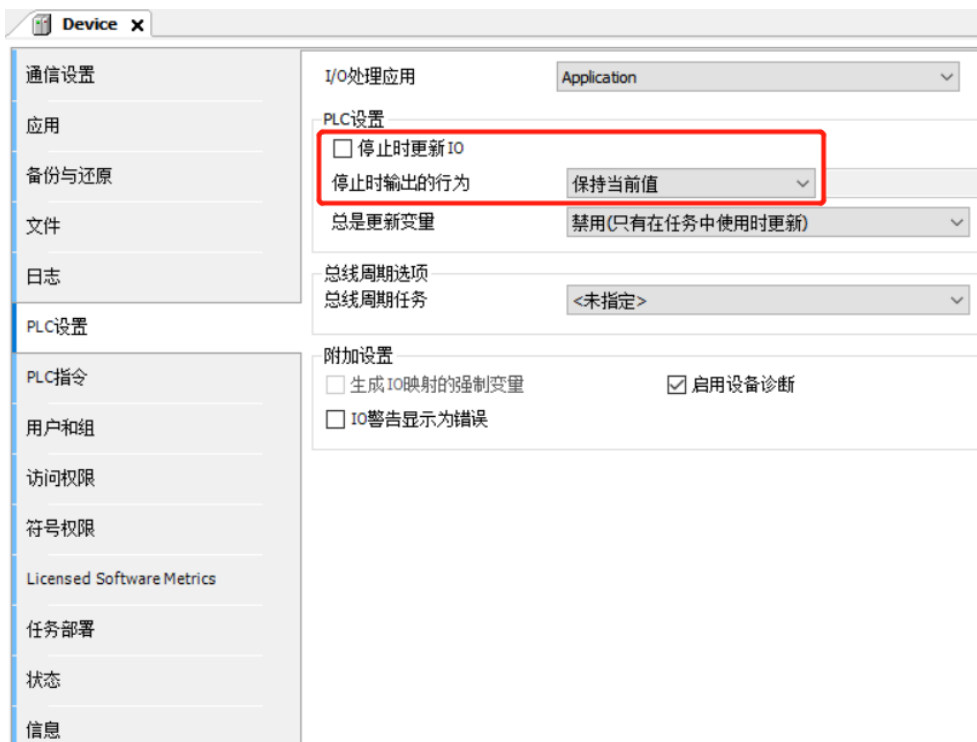 Device
通信设置
应用
备份与还原
文件
日志
PLC设置
PLC指令
用户和组
访问权限
符号权限
Licensed Software Metrics
任务部署
状态
信息
I/O处理应用 Application
PLC设置
停止时更新IO
停止时输出的行为 保持当前值
总是更新变量 禁用(只有在任务中使用时更新)
总线周期选项
总线周期任务 <未指定>
附加设置
生成IO映射的强制变量 启用设备诊断
IO警告显示为错误